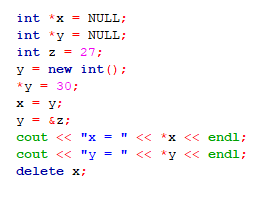 int *x = NULL;
int *y = NULL;
int z = 27;
y = new int();
*y = 30;
x = y;
y = &z;
cout << "x = " << *x << endl;
cout << "y = " << *y << endl;
delete x;